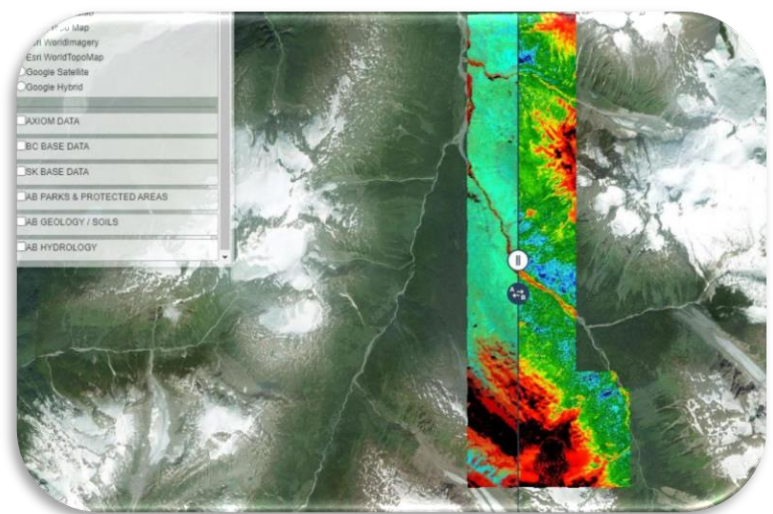 Esri WorldImagery
Esri WorldTopoMap
Google Satellite
Google Hybrid
AXIOM DATA
BC BASE DATA
SK BASE DATA
AB PARKS & PROTECTED AREAS
AB GEOLOGY / SOILS
AB HYDROLOGY